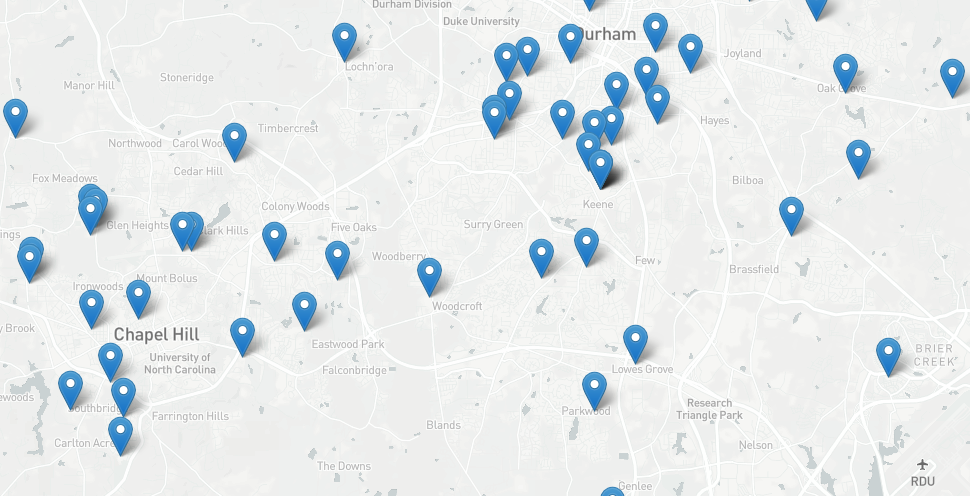 Durham Division
Duke University
Durham
Joyland
Lochn'ora
Stoneridge
Manor Hill
Oak Grove
Hayes
Timbercrest
Northwood
Carol Woo
Cedar Hill
Fox Meadows
Bilboa
Keene
Colony Woods
Glen Heights
ark Hills
Five Oaks
Surry Green
ings
Woodberry
Few
Brassfield
Mount Bolus
Ironwoods
Woodcroft
y Brook
Chapel Hill
Eastwood Park
BRIER
CREEK
University of
North Carolina
Falconbridge
Lowes Grove
ewoods
Southbri
Parkwood
Research
Triangle Park
Farrington Hills
Blands
Carlton Acre
Nelson
The Downs
RDU
Genlee